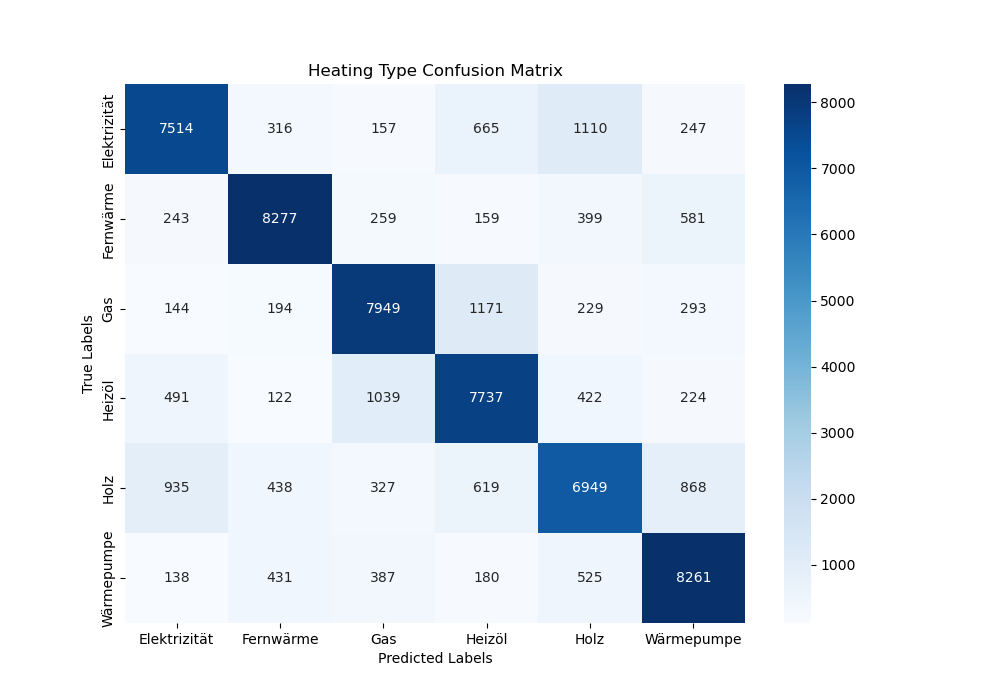 Heating Type Confusion Matrix
True Labels
Elektrizität 7514 316 157 665 1110 247
Fernwärme 243 8277 259 159 399 581
Gas 144 194 7949 1171 229 293
Heizöl 491 122 1039 7737 422 224
Holz 935 438 327 619 6949 868
Wärmepumpe 138 431 387 180 525 8261
Elektrizität Fernwärme Gas Heizöl Holz Wärmepumpe
Predicted Labels
8000
7000
6000
5000
4000
3000
2000
1000